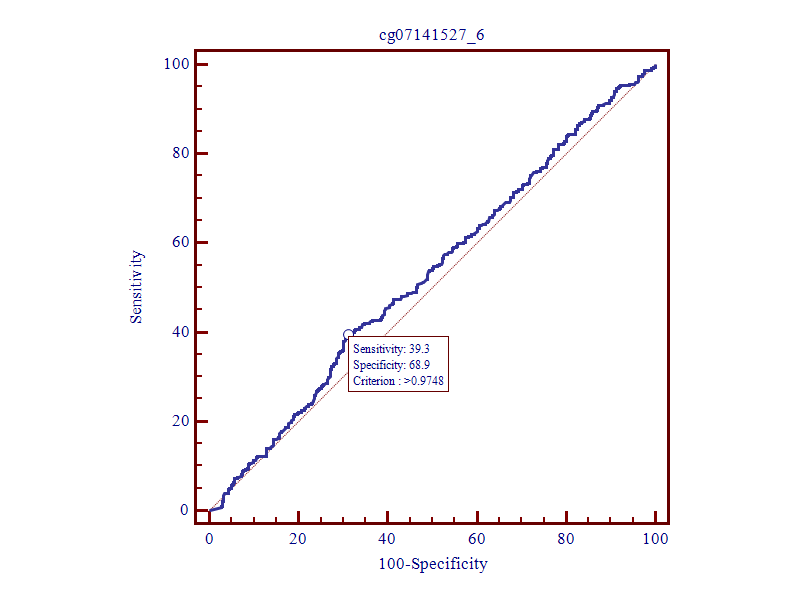 cg07141527_6
100
80
60
40
20
0
Sensitivity
Sensitivity: 39.3
Specificity: 68.9
Criterion : >0.9748
0 20 40 60 80 100
100-Specificity